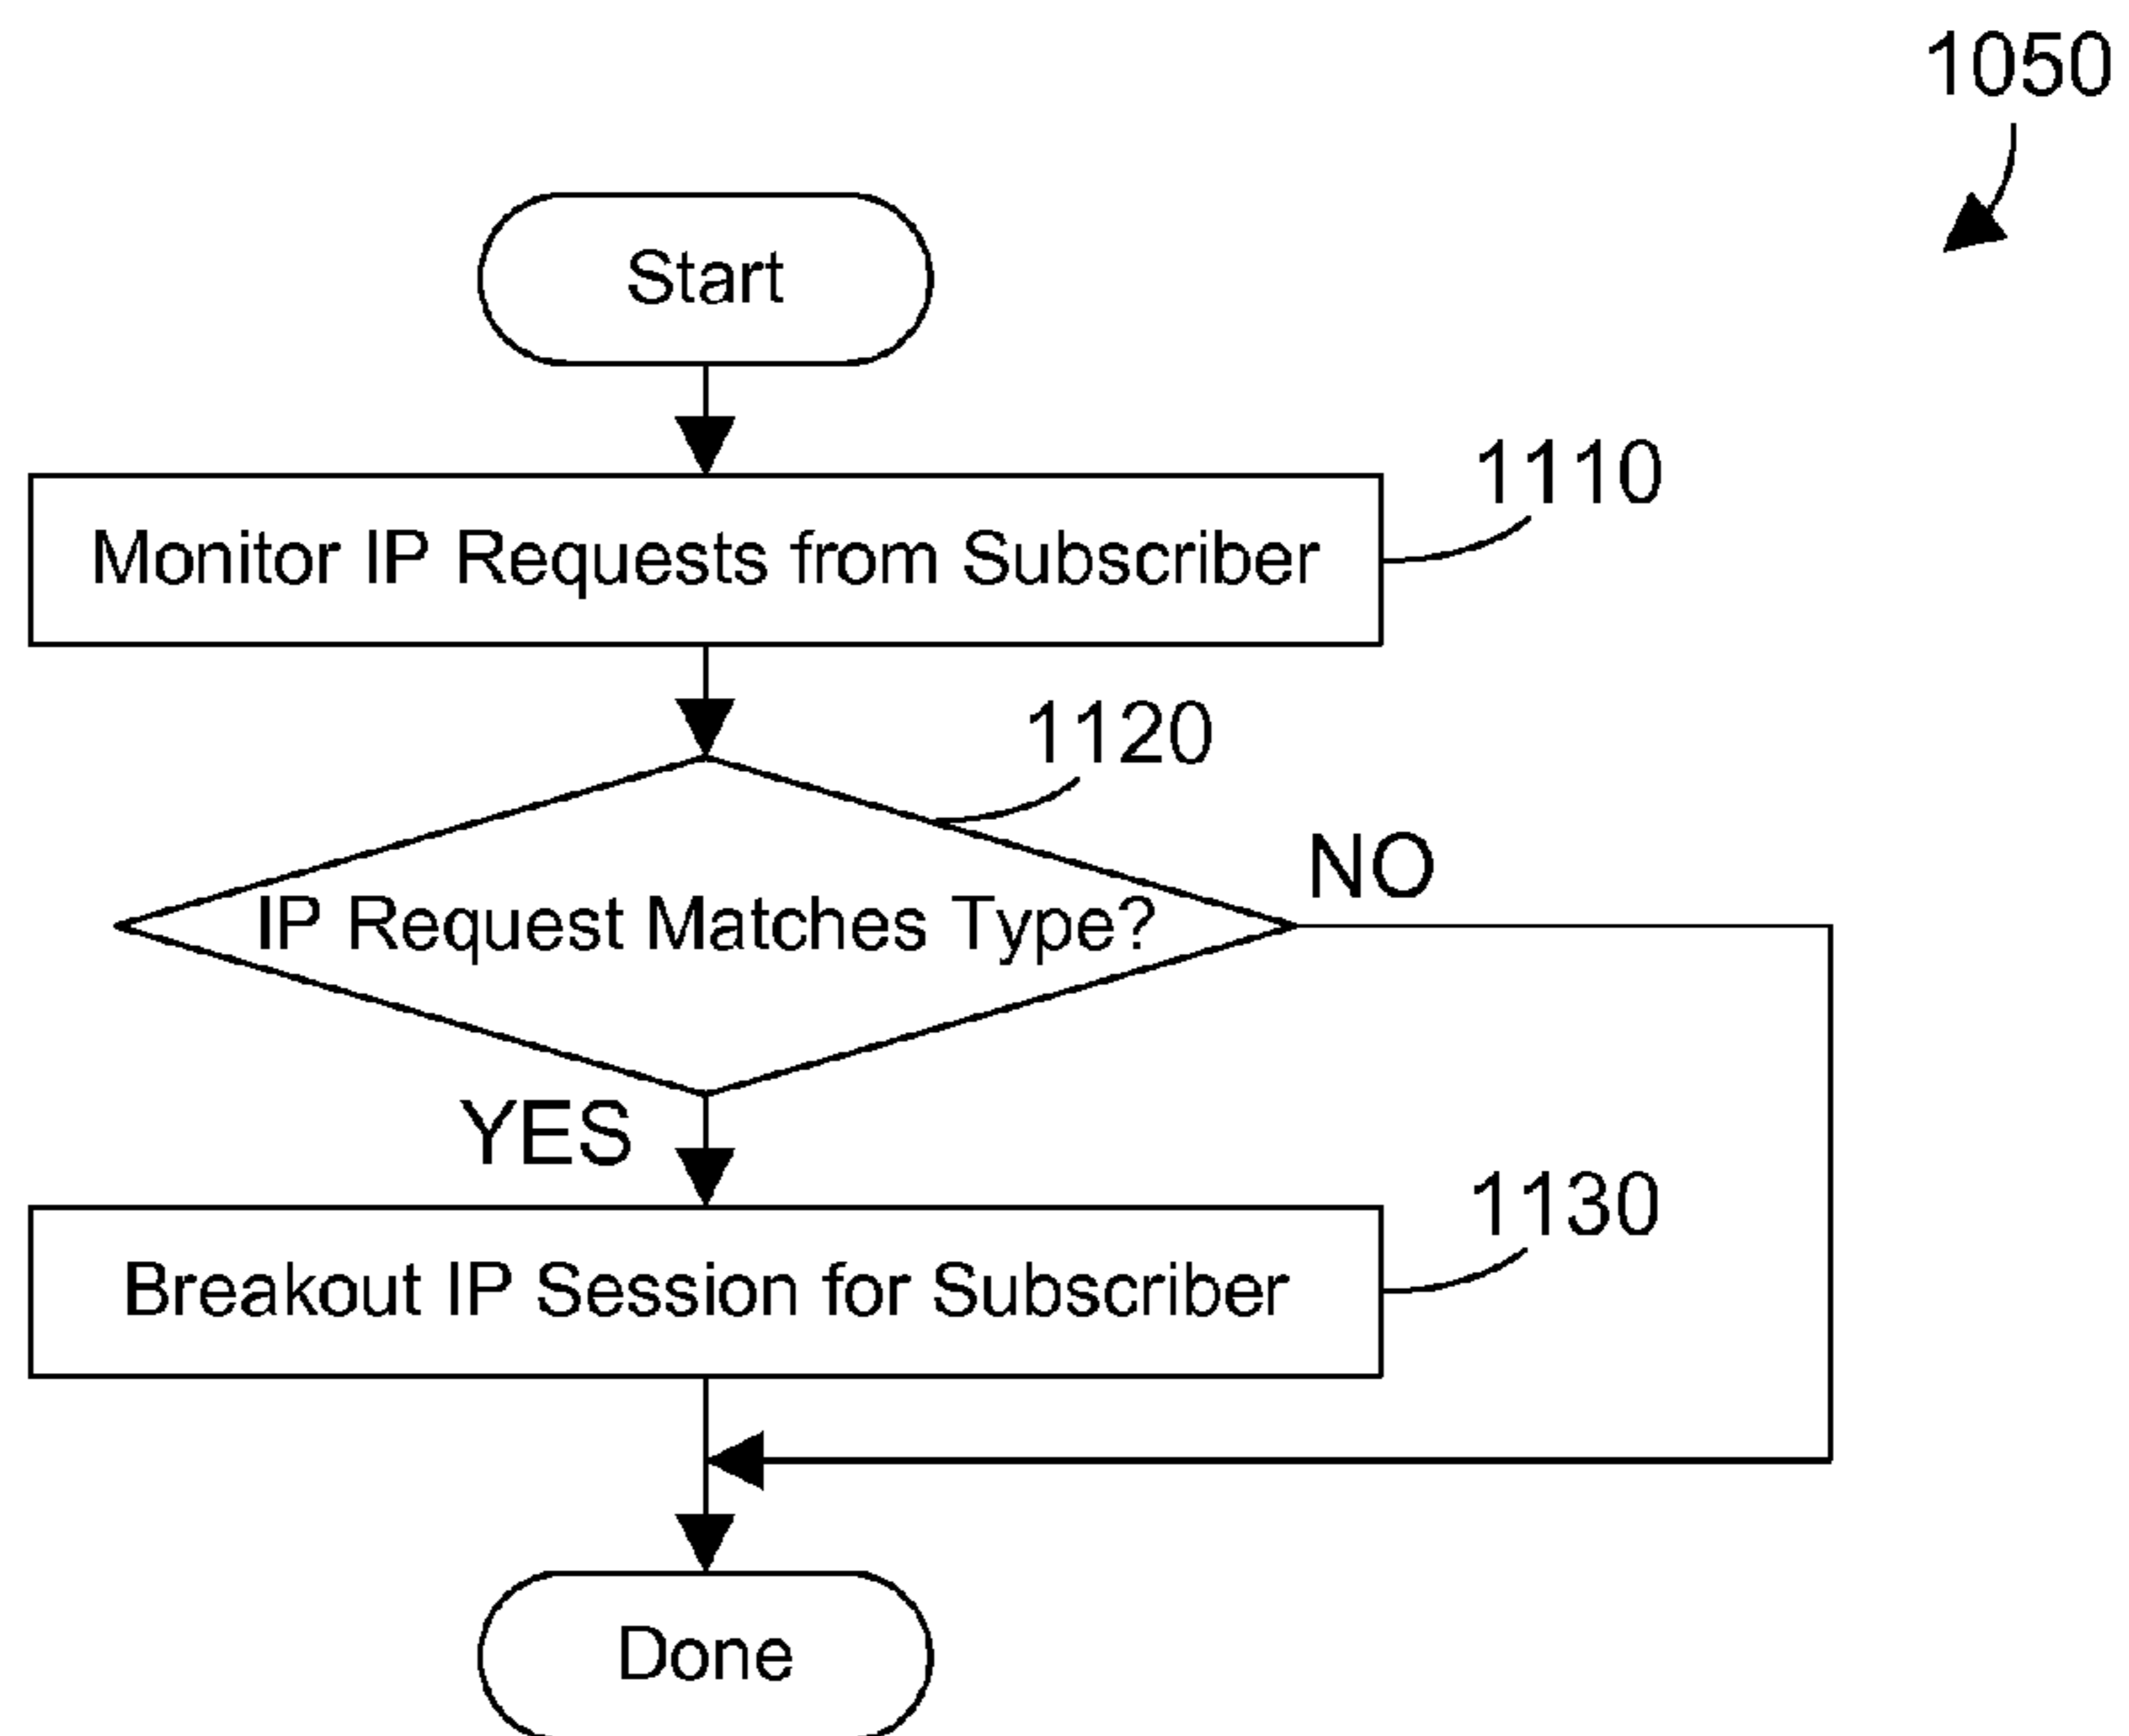 1050
Start
1110
Monitor IP Requests from Subscriber
1120
NO
IP Request Matches Type?
YES
1130
Breakout IP Session for Subscriber
Done